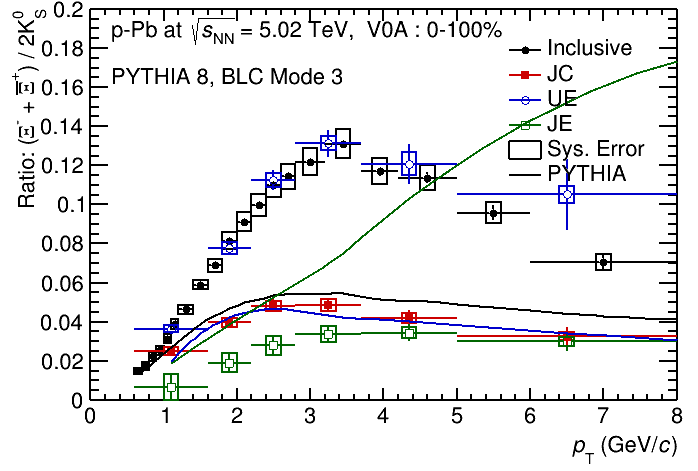 p-Pb at √s_NN = 5.02 TeV, V0A : 0-100%
PYTHIA 8, BLC Mode 3
Inclusive
JC
UE
JE
Sys. Error
PYTHIA
Ratio: (Ξ⁻ + Ξ̅⁺) / 2K⁰_S
0.2
0.18
0.16
0.14
0.12
0.1
0.08
0.06
0.04
0.02
0
0 1 2 3 4 5 6 7 8
p_T (GeV/c)